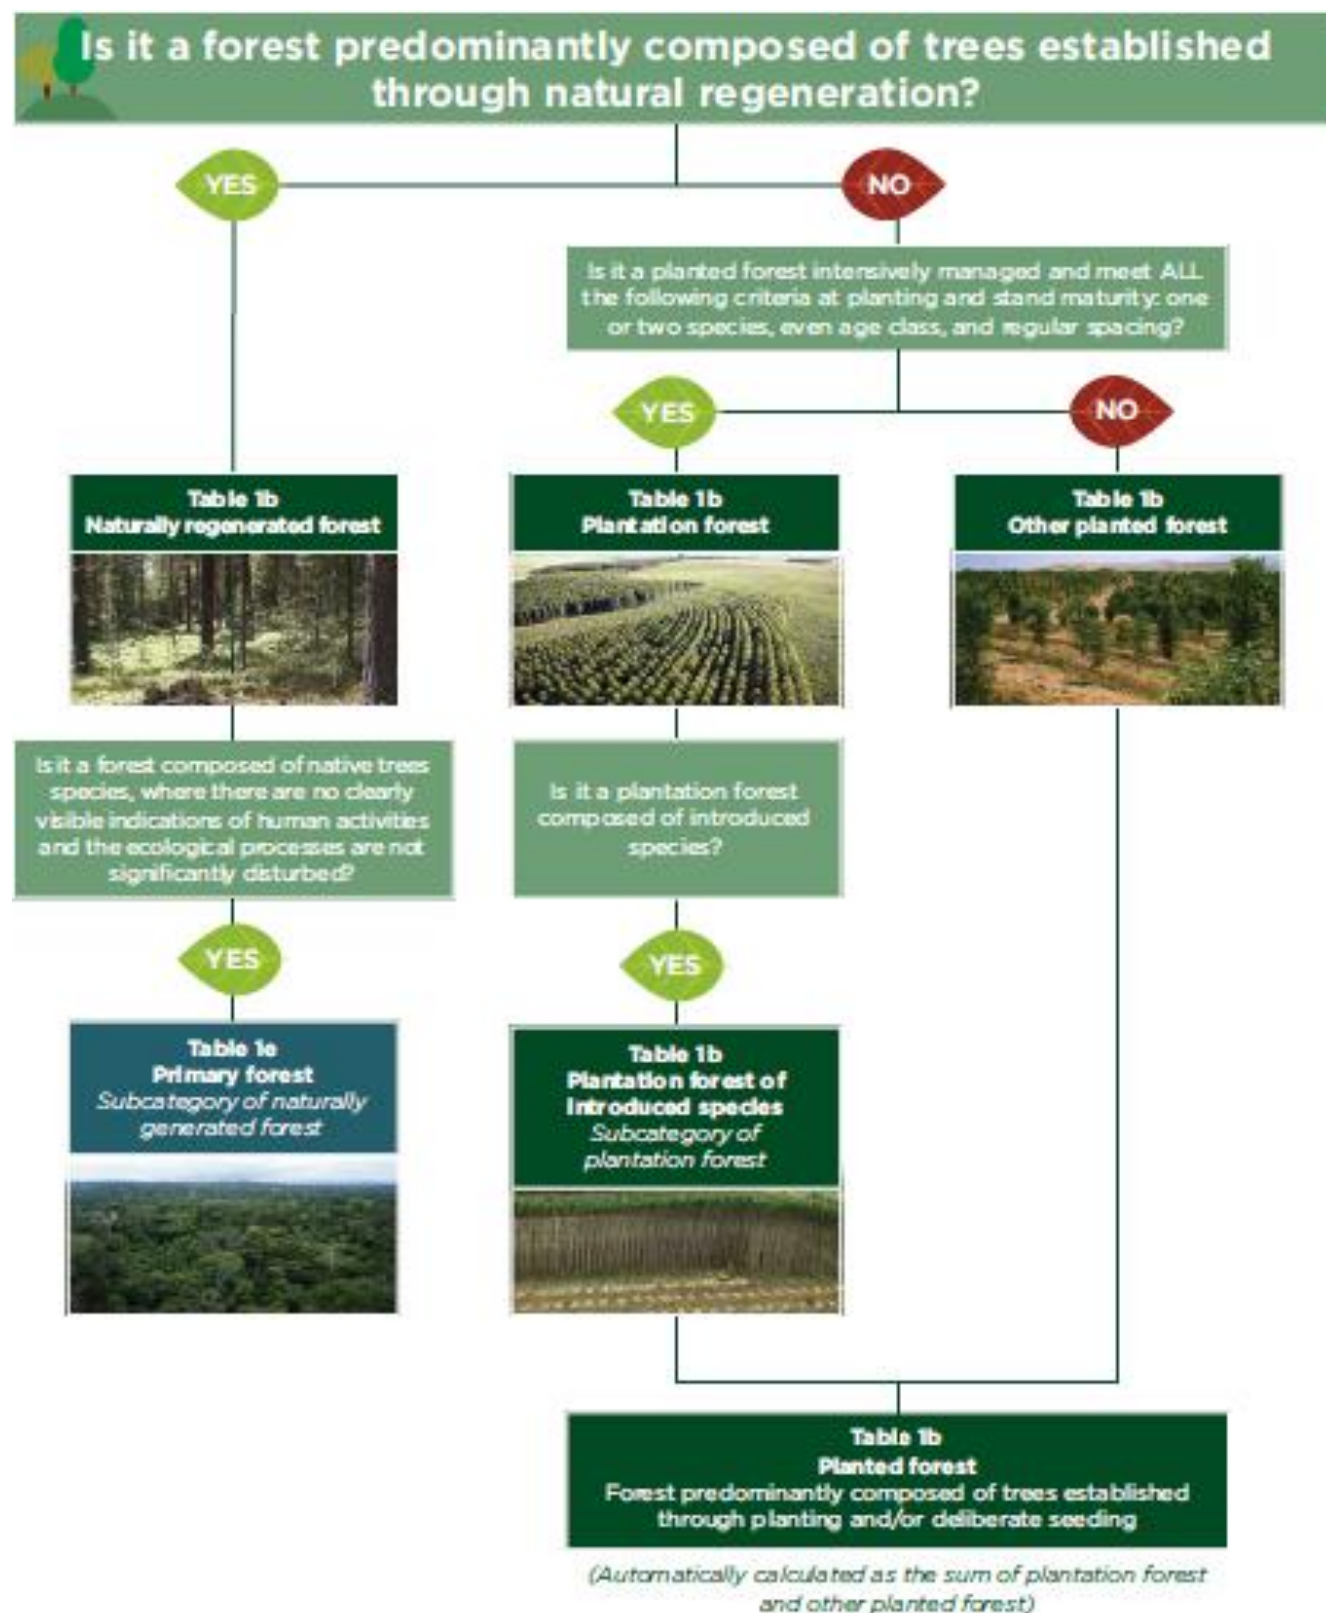 Is it a forest predominantly composed of trees established
through natural regeneration?
YES
NO
Is it a planted forest intensively managed and meet ALL
the following criteria at planting and stand maturity: one
or two species, even age class, and regular spacing?
YES
NO
Table 1b
Naturally regenerated forest
Table 1b
Plantation forest
Table 1b
Other planted forest
Is it a forest composed of native trees
species, where there are no clearly
visible indications of human activities
and the ecological processes are not
significantly disturbed?
Is it a plantation forest
composed of introduced
species?
YES
YES
Table 1e
Primary forest
Subcategory of naturally
generated forest
Table 1b
Plantation forest of
Introduced species
Subcategory of
plantation forest
Table 1b
Planted forest
Forest predominantly composed of trees established
through planting and/or deliberate seeding
(Automatically calculated as the sum of plantation forest
and other planted forest)